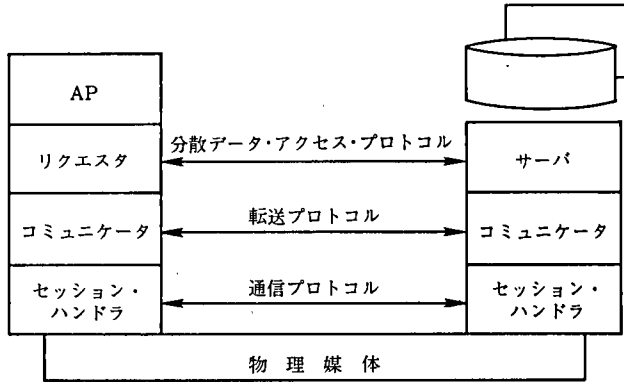 AP
リクエスタ
分散データ・アクセス・プロトコル
サーバ
コミュニケータ
転送プロトコル
コミュニケータ
セッション・
ハンドラ
通信プロトコル
セッション・
ハンドラ
物理媒体